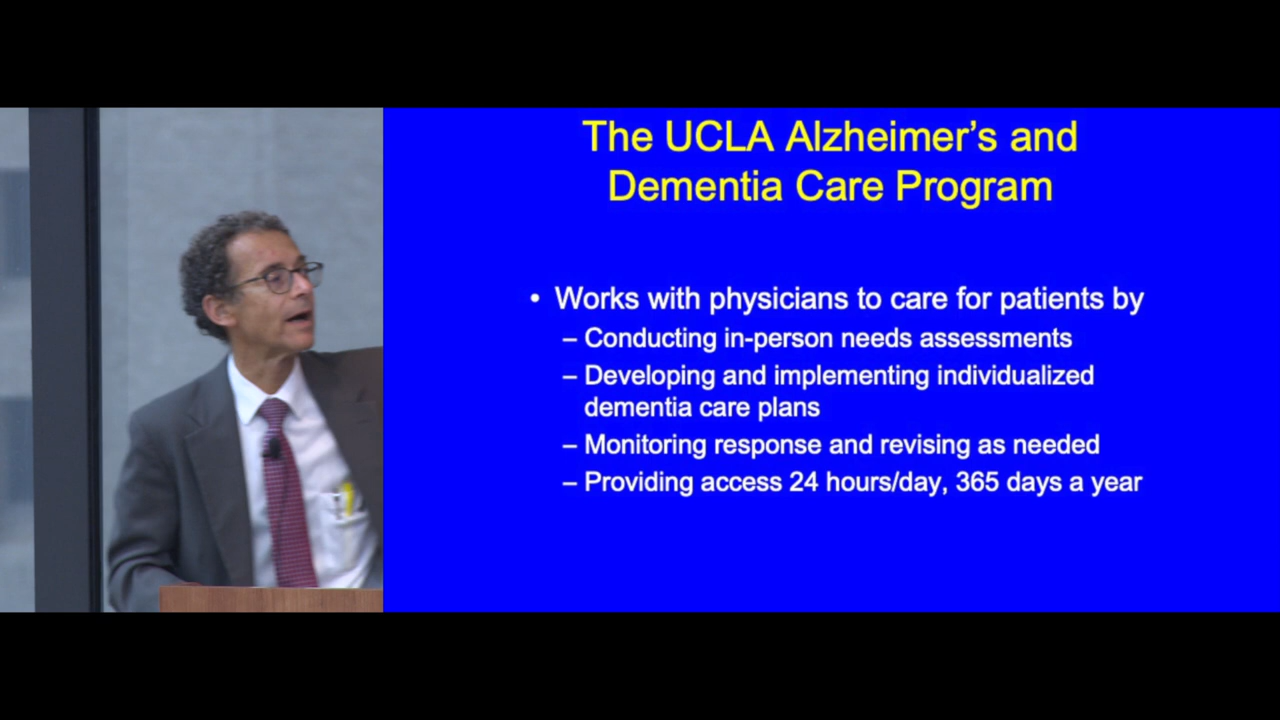 The UCLA Alzheimer’s and
Dementia Care Program
• Works with physicians to care for patients by
– Conducting in-person needs assessments
– Developing and implementing individualized
dementia care plans
– Monitoring response and revising as needed
– Providing access 24 hours/day, 365 days a year